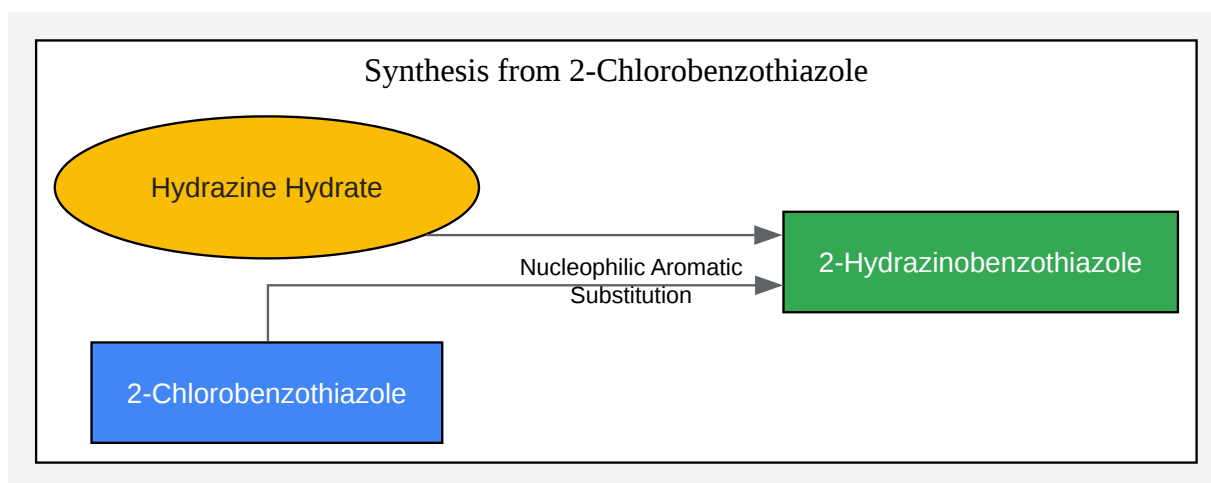 Synthesis from 2-Chlorobenzothiazole
Hydrazine Hydrate
2-Hydrazinobenzothiazole
Nucleophilic Aromatic
Substitution
2-Chlorobenzothiazole